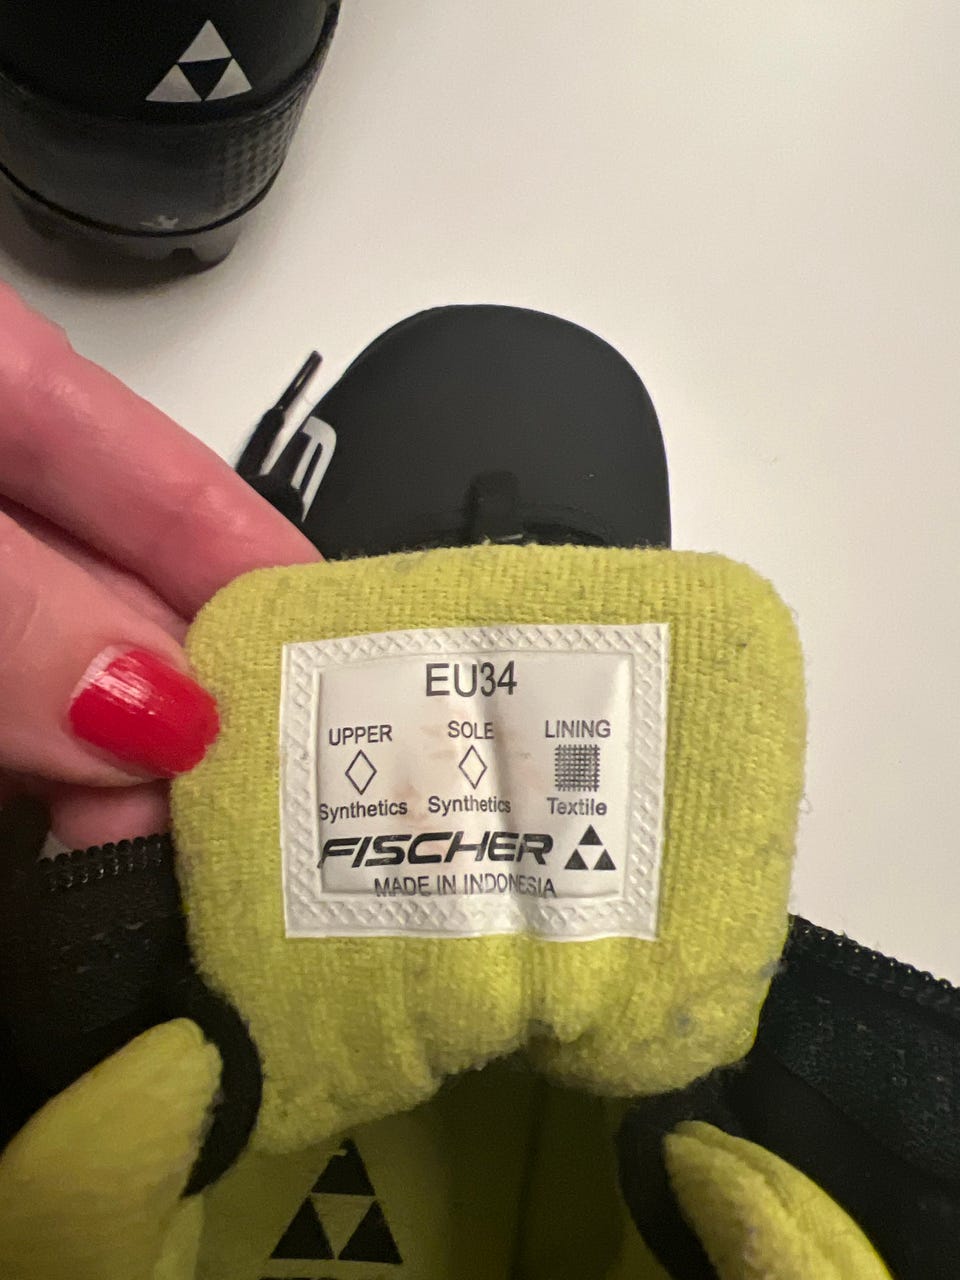 EU34
UPPER SOLE LINING
Synthetics Synthetics Textile
FISCHER
MADE IN INDONESIA